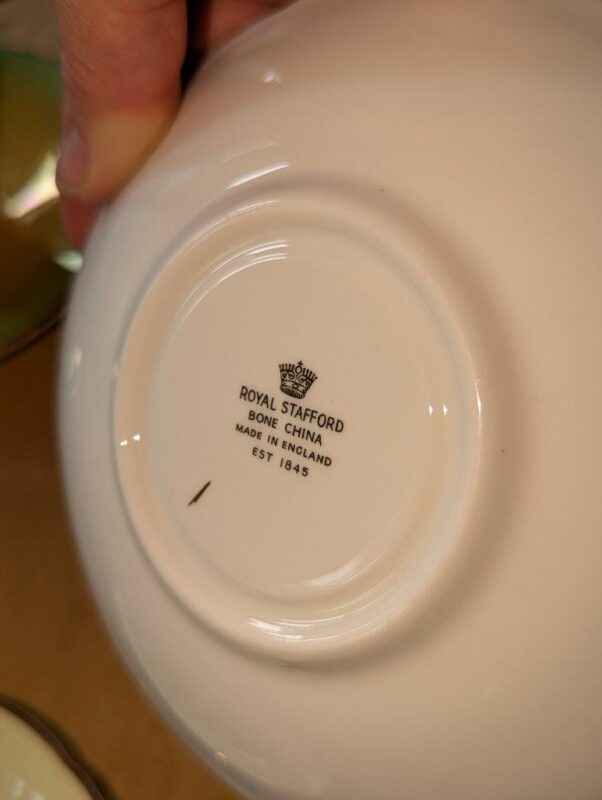 ROYAL STAFFORD
BONE CHINA
MADE IN ENGLAND
EST 1845